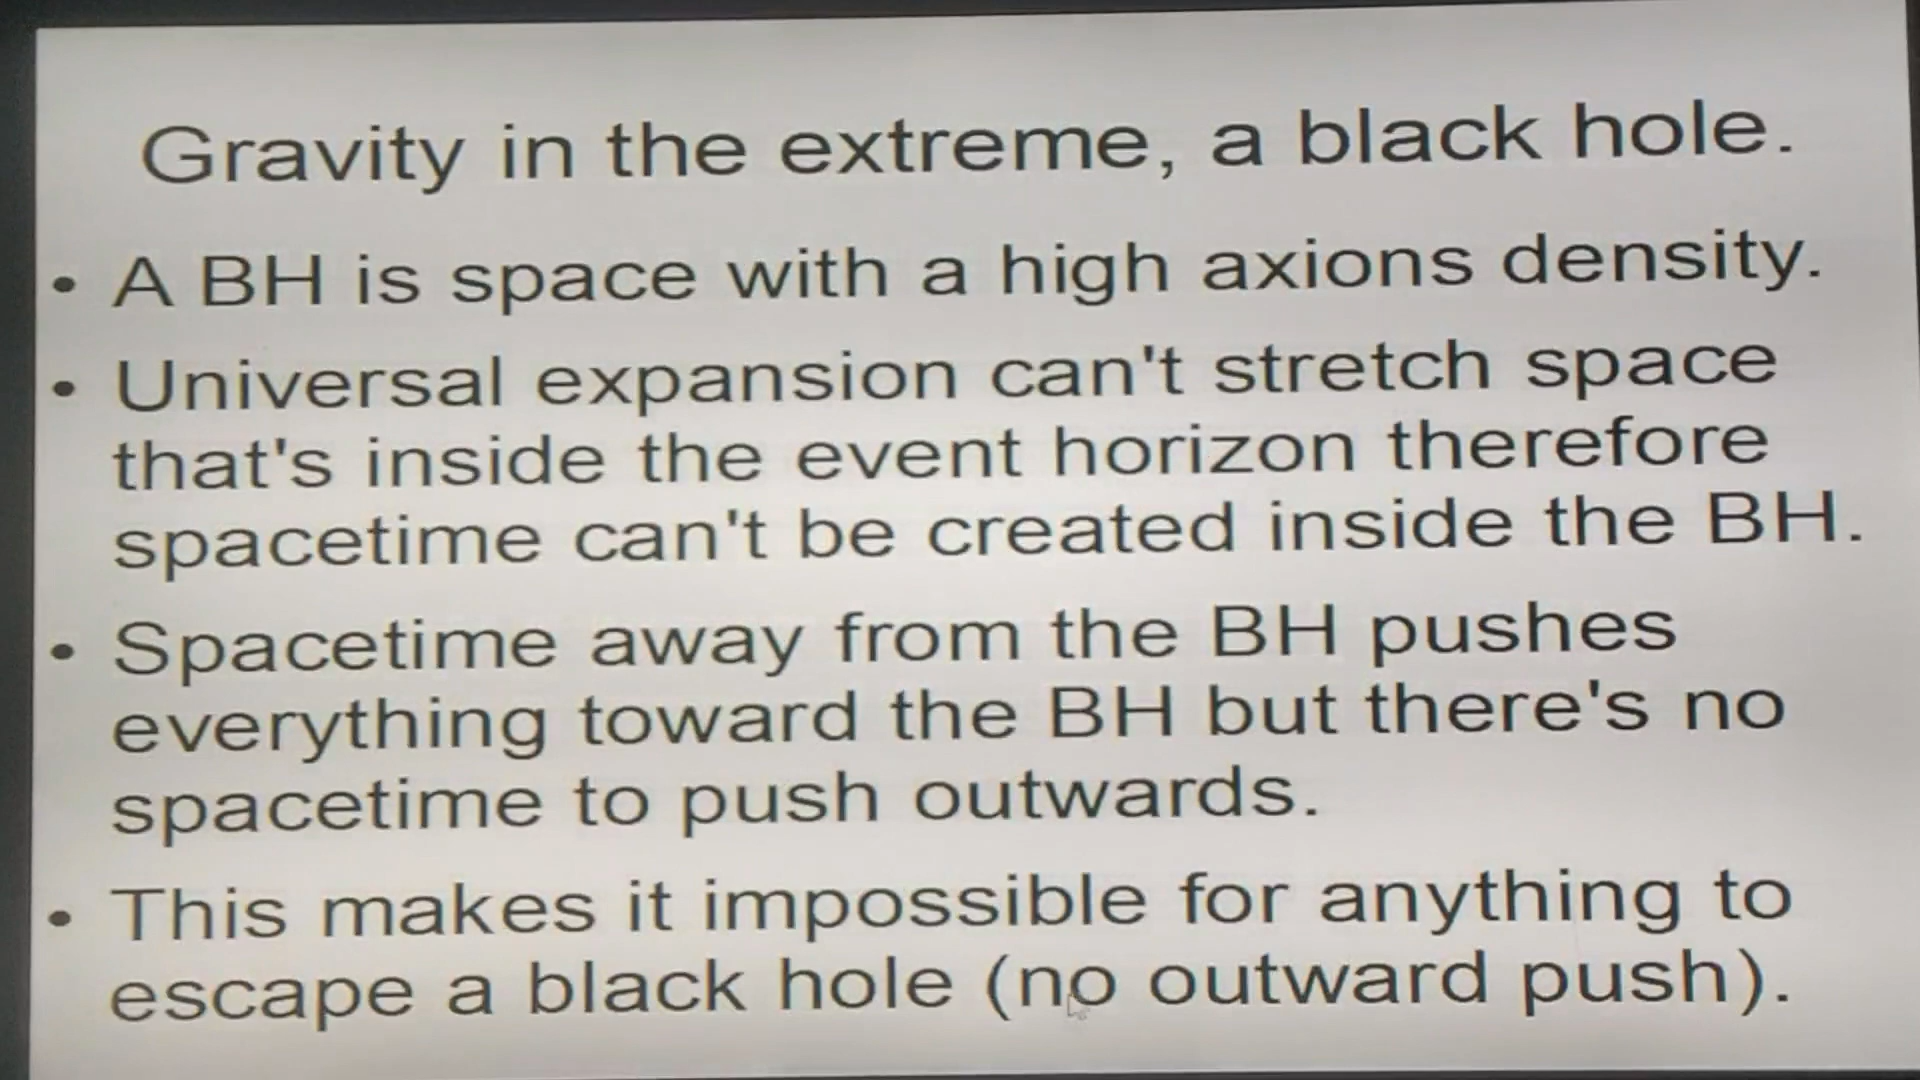 Gravity in the extreme, a black hole.
• A BH is space with a high axions density.
• Universal expansion can't stretch space
that's inside the event horizon therefore
spacetime can't be created inside the BH.
• Spacetime away from the BH pushes
everything toward the BH but there's no
spacetime to push outwards.
• This makes it impossible for anything to
escape a black hole (no outward push).